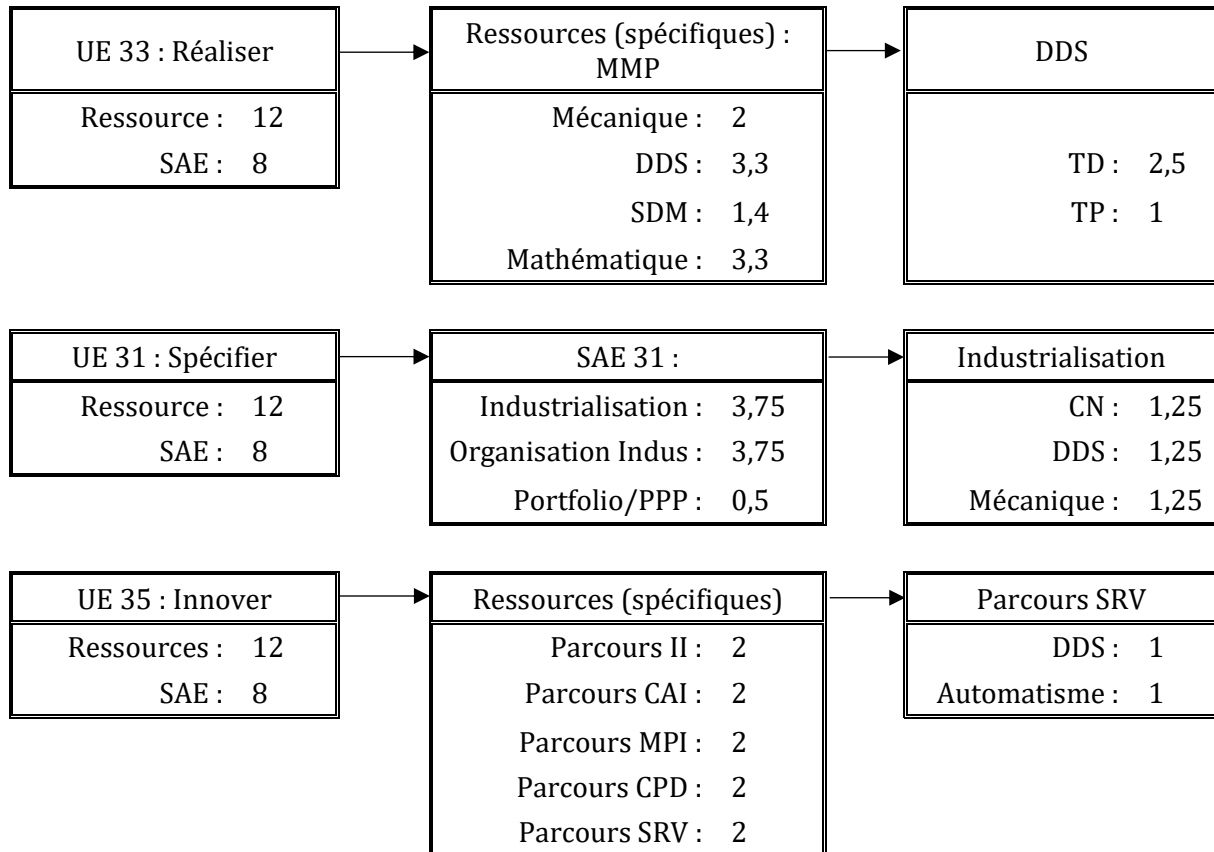 UE 33 : Réaliser
Ressource : 12
SAE : 8
Ressources (spécifiques) :
MMP
Mécanique : 2
DDS : 3,3
SDM : 1,4
Mathématique : 3,3
DDS
TD : 2,5
TP : 1
UE 31 : Spécifier
Ressource : 12
SAE : 8
SAE 31 :
Industrialisation : 3,75
Organisation Indus : 3,75
Portfolio/PPP : 0,5
Industrialisation
CN : 1,25
DDS : 1,25
Mécanique : 1,25
UE 35 : Innover
Ressources : 12
SAE : 8
Ressources (spécifiques)
Parcours II : 2
Parcours CAI : 2
Parcours MPI : 2
Parcours CPD : 2
Parcours SRV : 2
Parcours SRV
DDS : 1
Automatisme : 1